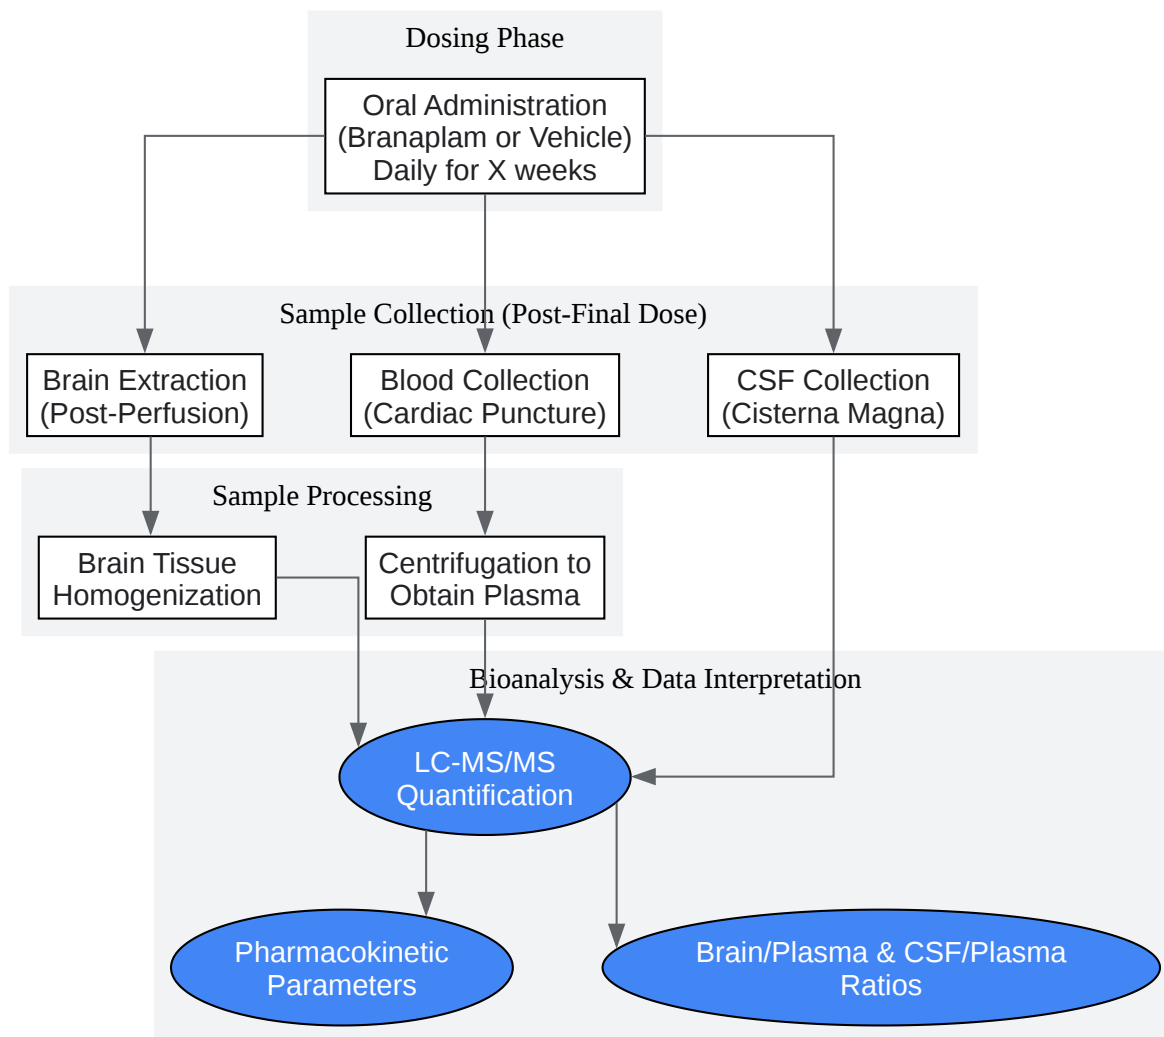 Dosing Phase
Oral Administration
(Branaplam or Vehicle)
Daily for X weeks
Sample Collection (Post-Final Dose)
Brain Extraction
(Post-Perfusion)
Blood Collection
(Cardiac Puncture)
CSF Collection
(Cisterna Magna)
Sample Processing
Brain Tissue
Homogenization
Centrifugation to
Obtain Plasma
Bioanalysis & Data Interpretation
LC-MS/MS
Quantification
Pharmacokinetic
Parameters
Brain/Plasma & CSF/Plasma
Ratios